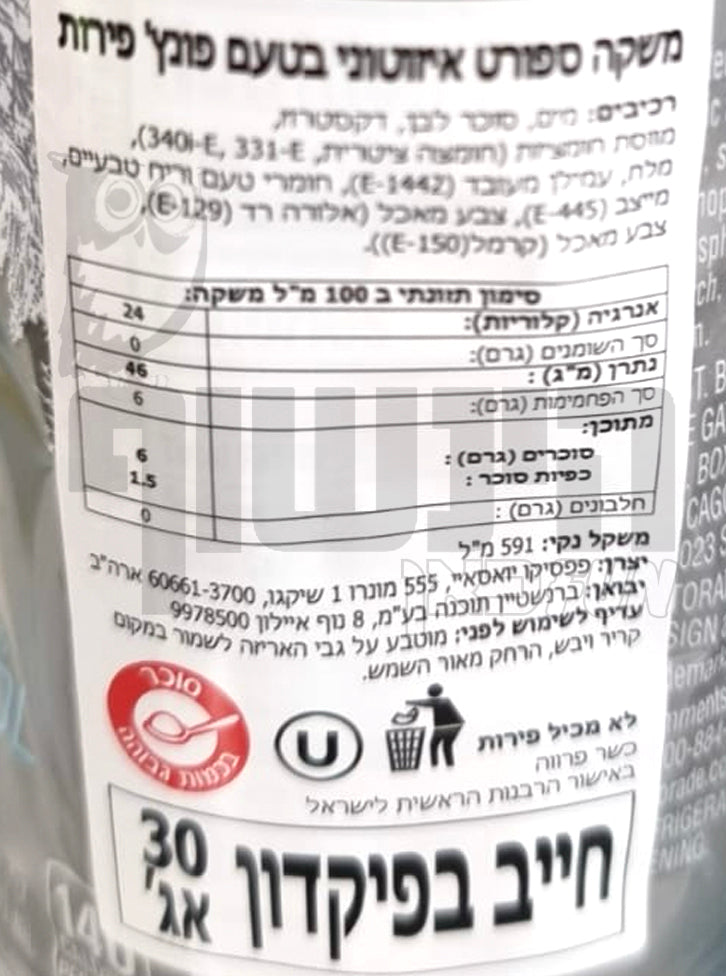 משקה ספורט איזוטוני בטעם פונץ' פירות
רכיבים: מים, סוכר לבן, דקסטרוז,
מווסת חומציות (חומצה ציטרית, 340i-E, 331-E),
מלח, עמילן מעובד (E-1442), חומרי טעם וריח טבעיים,
מייצב (E-445), צבע מאכל (אלורה רד (E-129),
צבע מאכל (קרמל(E-150)).
סימון תזונתי ב 100 מ"ל משקה:
אנרגיה (קלוריות): 24
סך השומנים (גרם): 0
נתרן (מ"ג) : 46
סך הפחמימות (גרם): 6
מתוכן:
סוכרים (גרם) : 6
כפיות סוכר : 1.5
חלבונים (גרם) : 0
משקל נקי: 591 מ"ל
יצרן: פפסיקו יואסאיי, 555 מונרו 1 שיקגו, 60661-3700 ארה"ב
יבואן: ברנשטיין תוכנה בע"מ, 8 נוף איילון 9978500
עדיף לשימוש לפני: מוטבע על גבי האריזה לשמור במקום
קריר ויבש, הרחק מאור השמש.
סוכר
בכמות גבוהה
U
לא מכיל פירות
כשר פרווה
באישור הרבנות הראשית לישראל
חייב בפיקדון
30
אג'
הינשוף
140